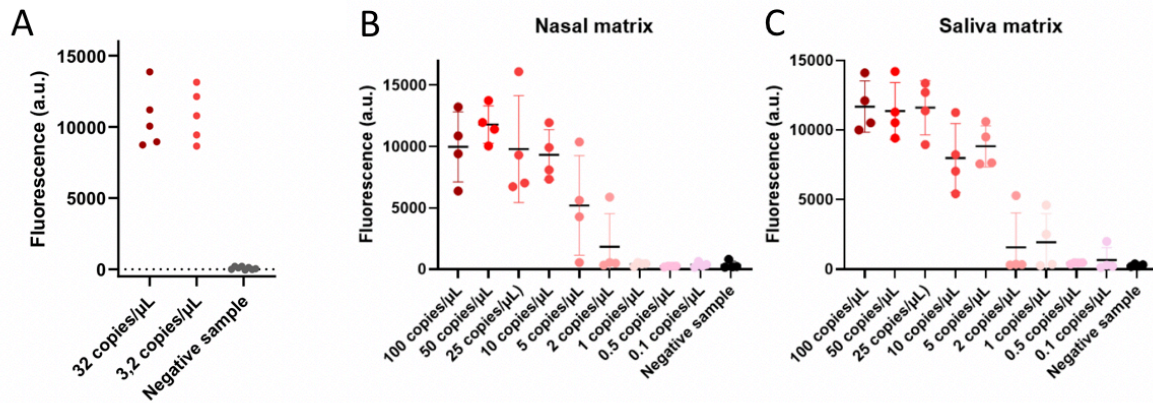 A
Fluorescence (a.u.)
15000
10000
5000
0
32 copies/µL
3,2 copies/µL
Negative sample
B
Nasal matrix
Fluorescence (a.u.)
15000
10000
5000
0
100 copies/µL
50 copies/µL
25 copies/µL)
10 copies/µL
5 copies/µL
2 copies/µL
1 copies/µL
0.5 copies/µL
0.1 copies/µL
Negative sample
C
Saliva matrix
Fluorescence (a.u.)
15000
10000
5000
0
100 copies/µL
50 copies/µL
25 copies/µL)
10 copies/µL
5 copies/µL
2 copies/µL
1 copies/µL
0.5 copies/µL
0.1 copies/µL
Negative sample